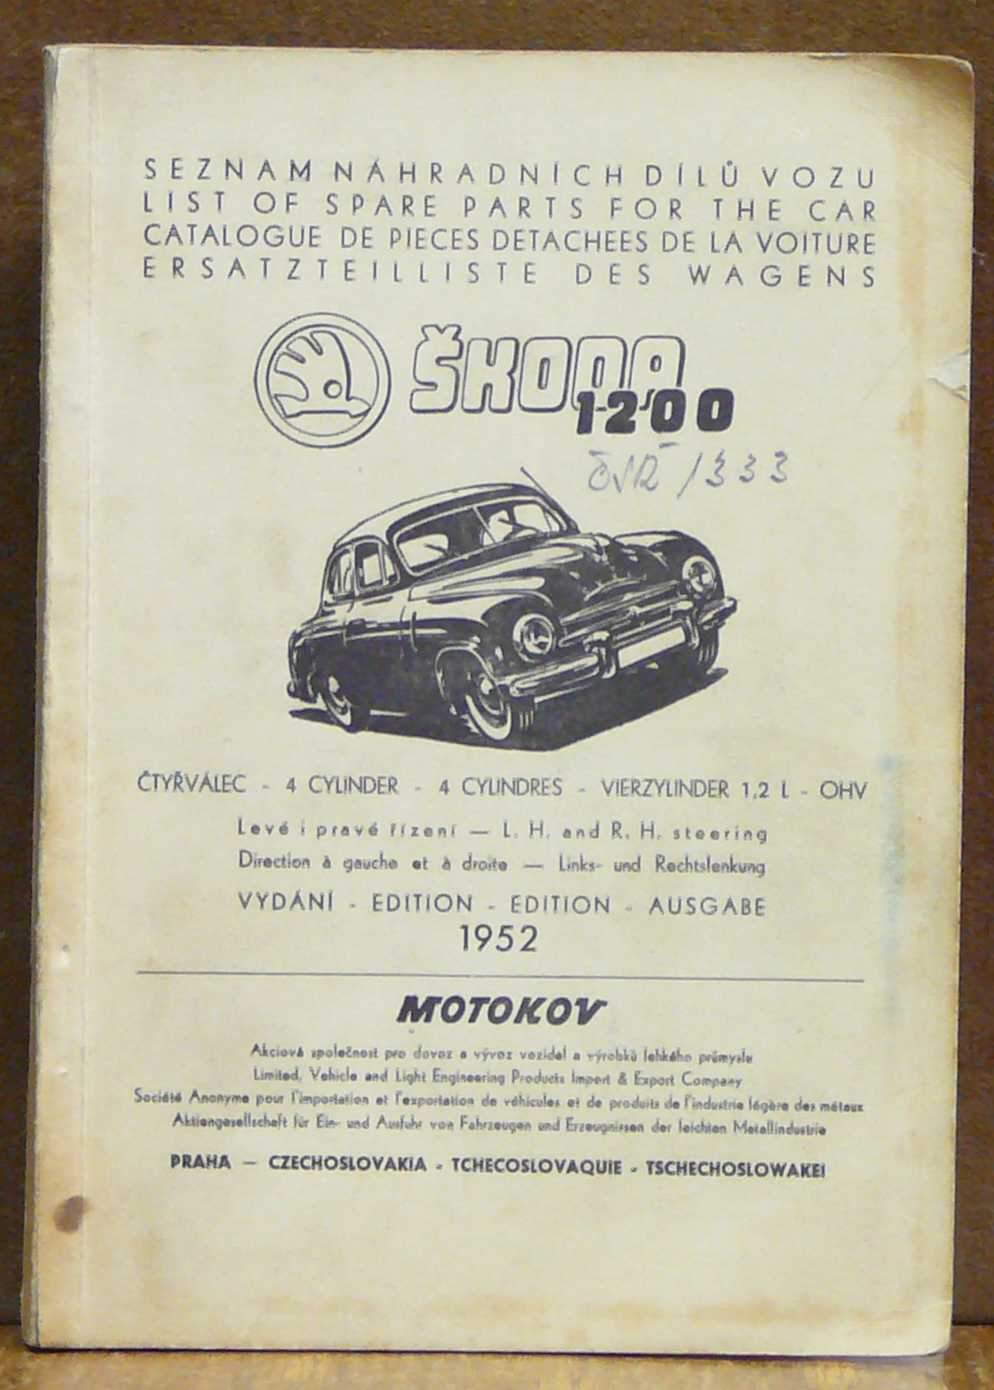 SEZNAM NÁHRADNÍCH DÍLŮ VOZU
LIST OF SPARE PARTS FOR THE CAR
CATALOGUE DE PIECES DETACHEES DE LA VOITURE
ERSATZTEILLISTE DES WAGENS
ŠKODA
1200
ČSR /333
ČTYŘVÁLEC - 4 CYLINDER - 4 CYLINDRES - VIERZYLINDER 1,2 L - OHV
Levé i pravé řízení — L. H. and R. H. steering
Direction à gauche et à droite — Links- und Rechtslenkung
VYDÁNÍ - EDITION - EDITION - AUSGABE
1952
MOTOKOV
Akciová společnost pro dovoz a vývoz vozidel a výrobků lehkého průmyslu
Limited, Vehicle and Light Engineering Products Import & Export Company
Société Anonyme pour l'importation et l'exportation de véhicules et de produits de l'industrie légère des métaux
Aktiengesellschaft für Ein- und Ausfuhr von Fahrzeugen und Erzeugnissen der leichten Metallindustrie
PRAHA — CZECHOSLOVAKIA - TCHECOSLOVAQUIE - TSCHECHOSLOWAKEI